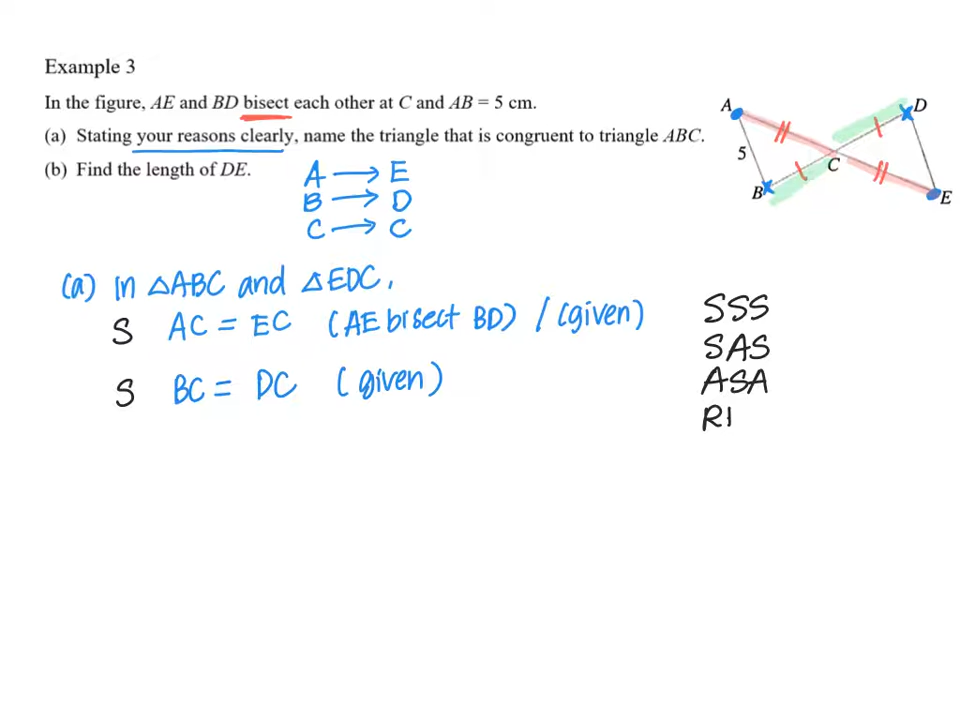 Example 3
In the figure, AE and BD bisect each other at C and AB = 5 cm.
(a) Stating your reasons clearly, name the triangle that is congruent to triangle ABC.
(b) Find the length of DE.
A → E
B → D
C → C
A
D
5
C
B
E
(a) In △ABC and △EDC,
S AC = EC (AE bisect BD) / (given)
S BC = DC (given)
SSS
SAS
ASA
RI